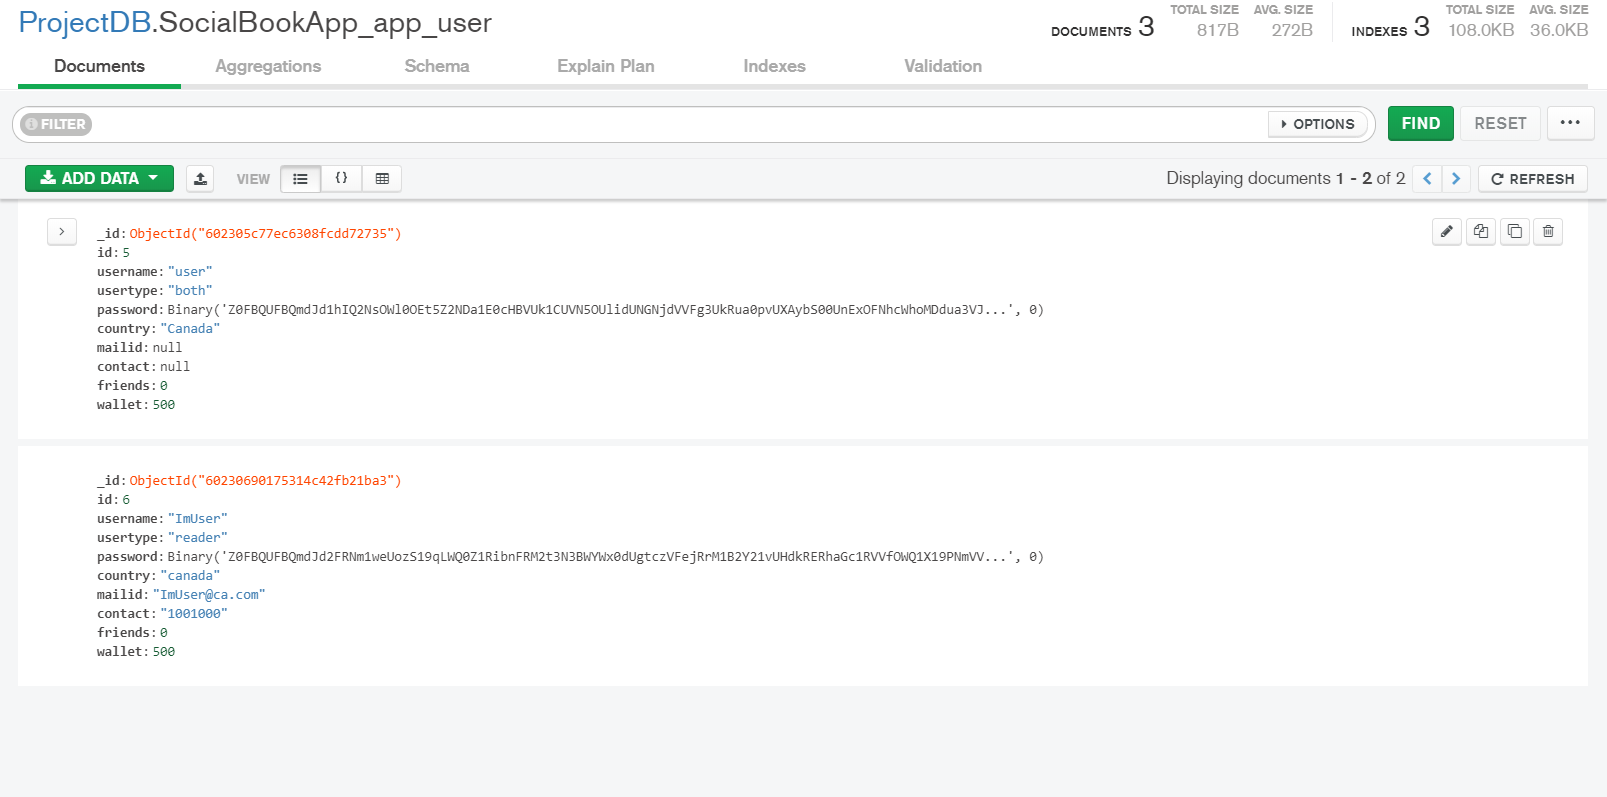 ProjectDB.SocialBookApp_app_user
DOCUMENTS 3 TOTAL SIZE 817B AVG. SIZE 272B INDEXES 3 TOTAL SIZE 108.0KB AVG. SIZE 36.0KB
Documents Aggregations Schema Explain Plan Indexes Validation
FILTER OPTIONS FIND RESET ...
ADD DATA VIEW {} Displaying documents 1 - 2 of 2 < > REFRESH
_id: ObjectId("602305c77ec6308fcdd72735")
id: 5
username: "user"
usertype: "both"
password: Binary('Z0FBQUFBQmdJd1hIQ2NsOWl0OEt5Z2NDa1E0cHBVUk1CUVN5OUlidUNGNjdVVFg3UkRua0pvUXAybS00UnExOFNhcWhoMDdua3VJ...', 0)
country: "Canada"
mailid: null
contact: null
friends: 0
wallet: 500
_id: ObjectId("60230690175314c42fb21ba3")
id: 6
username: "ImUser"
usertype: "reader"
password: Binary('Z0FBQUFBQmdJd2FRNm1weUozS19qLWQ0Z1RibnFRM2t3N3BWYWx0dUgtczVFejRrM1B2Y21vUHdkRERhaGc1RVVfOWQ1X19PNmVV...', 0)
country: "canada"
mailid: "ImUser@ca.com"
contact: "1001000"
friends: 0
wallet: 500